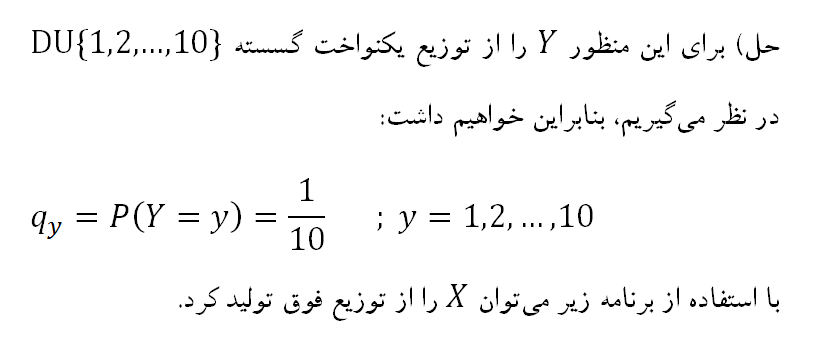 حل) برای این منظور Y را از توزیع یکنواخت گسسته DU{1,2,...,10}
در نظر می‌گیریم، بنابراین خواهیم داشت:
q_y = P(Y = y) = 1/10 ; y = 1,2, ... ,10
با استفاده از برنامه زیر می‌توان X را از توزیع فوق تولید کرد.